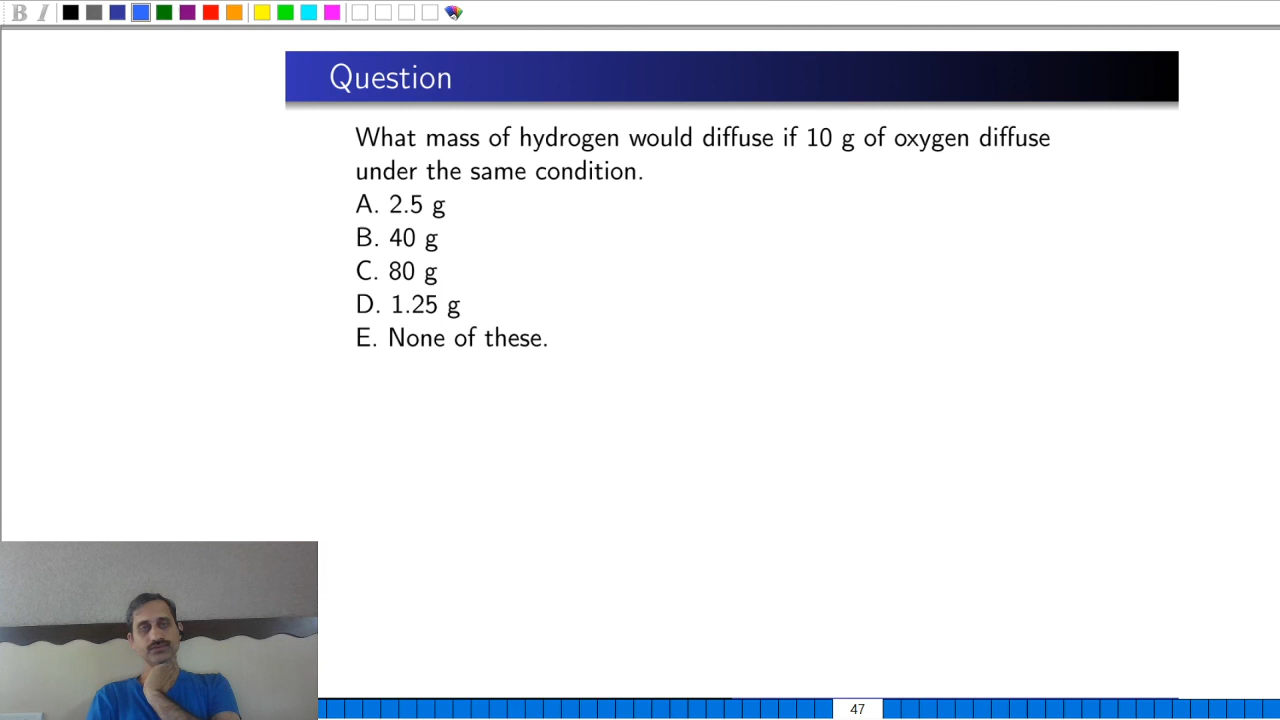 B I
Question
What mass of hydrogen would diffuse if 10 g of oxygen diffuse
under the same condition.
A. 2.5 g
B. 40 g
C. 80 g
D. 1.25 g
E. None of these.
47